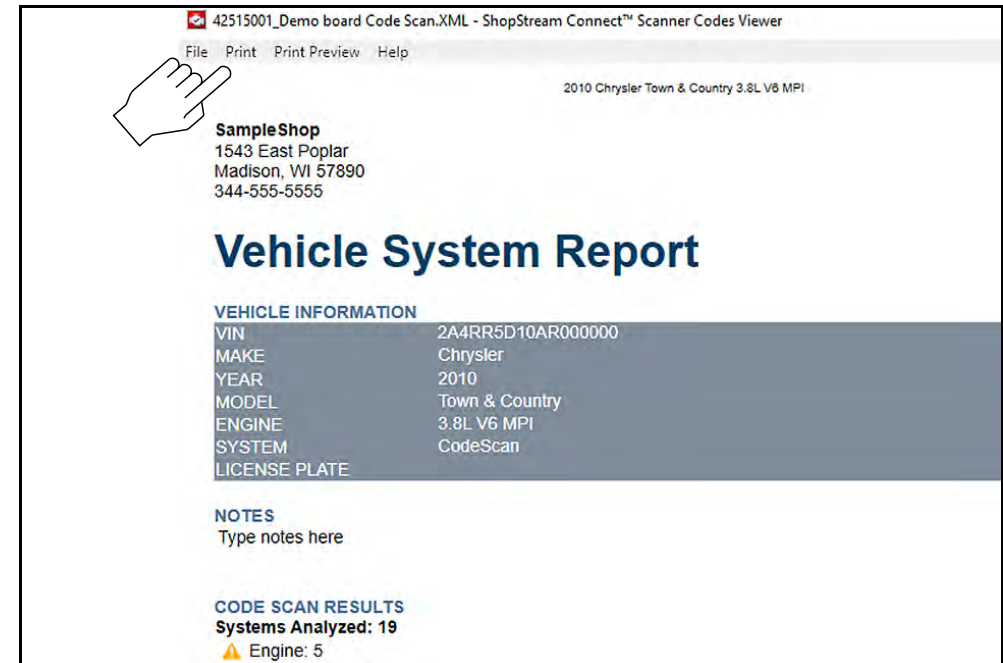 42515001_Demo board Code Scan.XML - ShopStream Connect™ Scanner Codes Viewer
File Print Print Preview Help
2010 Chrysler Town & Country 3.8L V6 MPI
SampleShop
1543 East Poplar
Madison, WI 57890
344-555-5555
Vehicle System Report
VEHICLE INFORMATION
VIN 2A4RR5D10AR000000
MAKE Chrysler
YEAR 2010
MODEL Town & Country
ENGINE 3.8L V6 MPI
SYSTEM CodeScan
LICENSE PLATE
NOTES
Type notes here
CODE SCAN RESULTS
Systems Analyzed: 19
Engine: 5